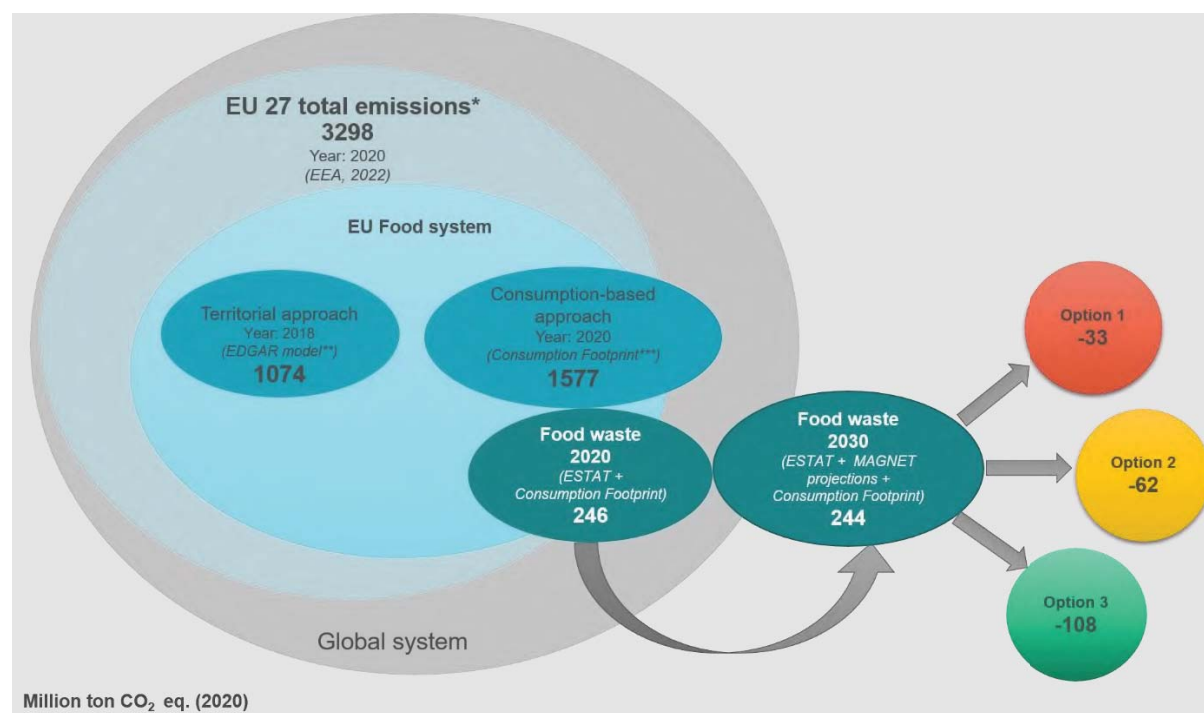 EU 27 total emissions*
3298
Year: 2020
(EEA, 2022)
EU Food system
Territorial approach
Year: 2018
(EDGAR model**)
1074
Consumption-based
approach
Year: 2020
(Consumption Footprint***)
1577
Food waste
2020
(ESTAT +
Consumption Footprint)
246
Food waste
2030
(ESTAT + MAGNET
projections +
Consumption Footprint)
244
Option 1
-33
Option 2
-62
Option 3
-108
Global system
Million ton CO₂ eq. (2020)